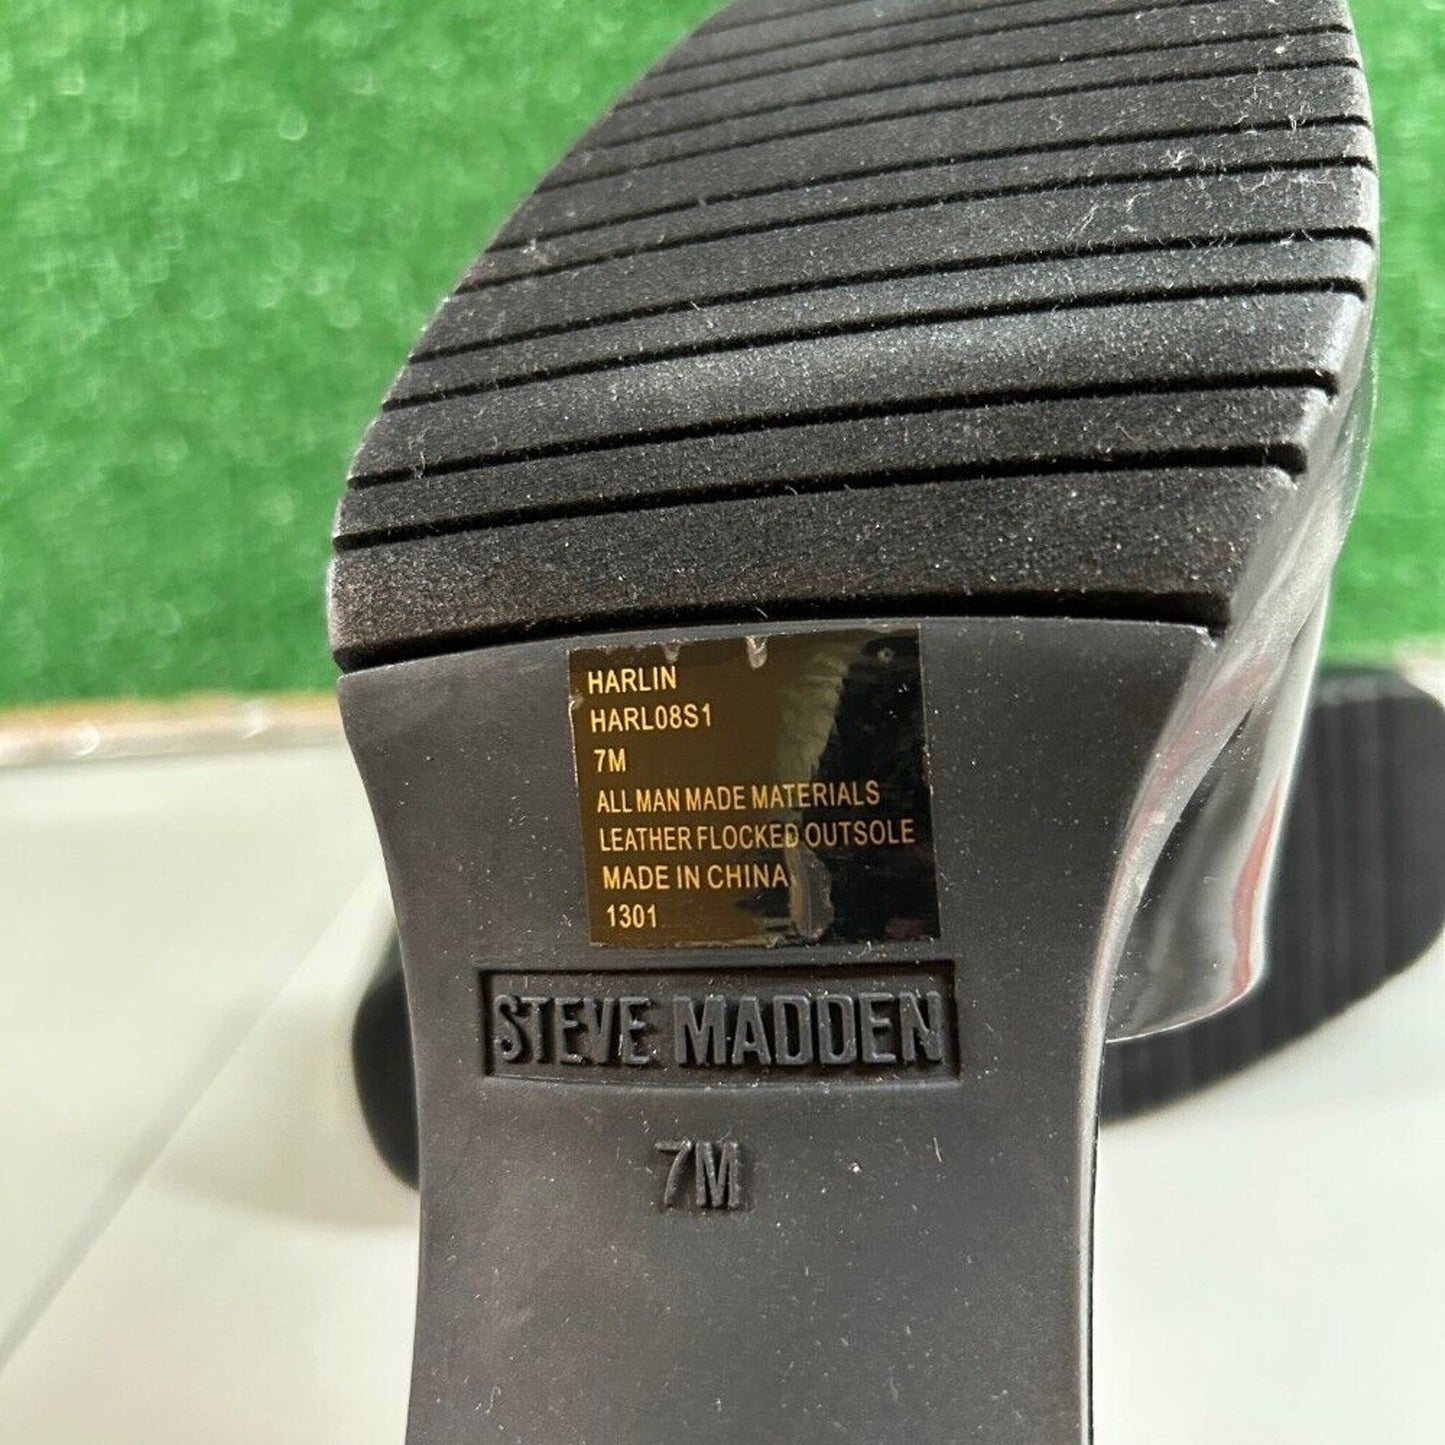 HARLIN
HARL08S1
7M
ALL MAN MADE MATERIALS
LEATHER FLOCKED OUTSOLE
MADE IN CHINA
1301
STEVE MADDEN
7M